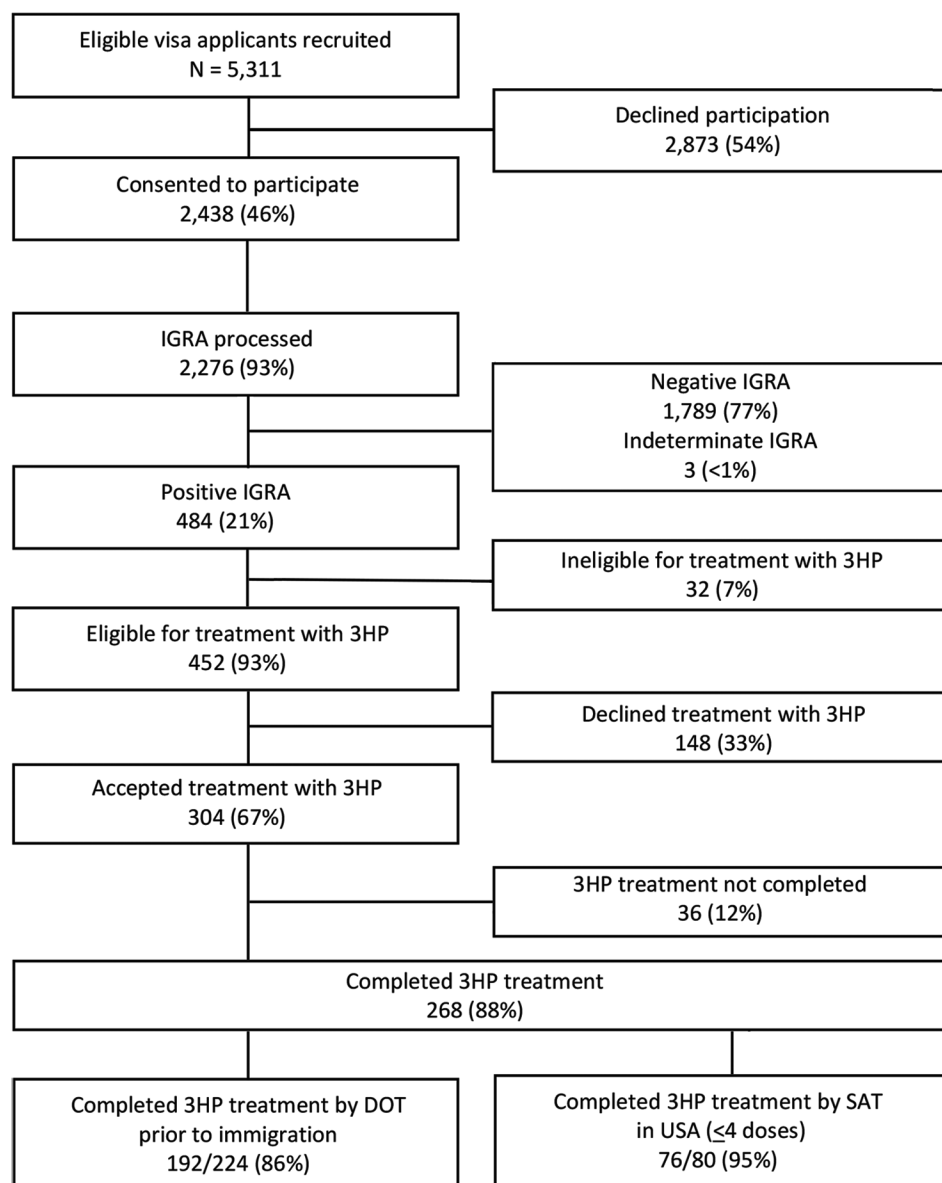 Eligible visa applicants recruited
N = 5,311
Declined participation
2,873 (54%)
Consented to participate
2,438 (46%)
IGRA processed
2,276 (93%)
Negative IGRA
1,789 (77%)
Indeterminate IGRA
3 (<1%)
Positive IGRA
484 (21%)
Ineligible for treatment with 3HP
32 (7%)
Eligible for treatment with 3HP
452 (93%)
Declined treatment with 3HP
148 (33%)
Accepted treatment with 3HP
304 (67%)
3HP treatment not completed
36 (12%)
Completed 3HP treatment
268 (88%)
Completed 3HP treatment by DOT
prior to immigration
192/224 (86%)
Completed 3HP treatment by SAT
in USA (≤4 doses)
76/80 (95%)